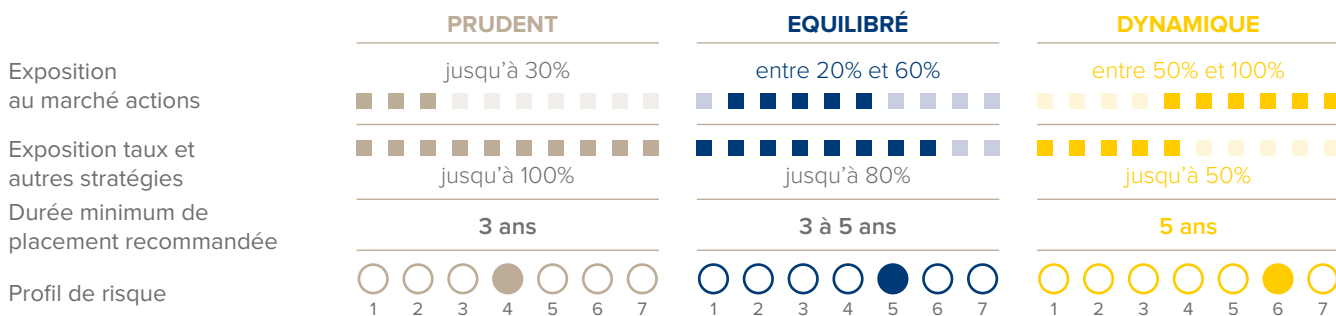 PRUDENT EQUILIBRÉ DYNAMIQUE
Exposition
au marché actions
jusqu’à 30% entre 20% et 60% entre 50% et 100%
Exposition taux et
autres stratégies
jusqu’à 100% jusqu’à 80% jusqu’à 50%
Durée minimum de
placement recommandée
3 ans 3 à 5 ans 5 ans
Profil de risque
1 2 3 4 5 6 7 1 2 3 4 5 6 7 1 2 3 4 5 6 7